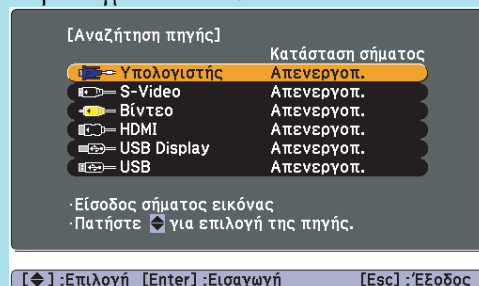 [Αναζήτηση πηγής]
Κατάσταση σήματος
Υπολογιστής Απενεργοπ.
S-Video Απενεργοπ.
Βίντεο Απενεργοπ.
HDMI Απενεργοπ.
USB Display Απενεργοπ.
USB Απενεργοπ.
·Είσοδος σήματος εικόνας
·Πατήστε για επιλογή της πηγής.
[◆] :Επιλογή [Enter] :Εισαγωγή [Esc] :Έξοδος